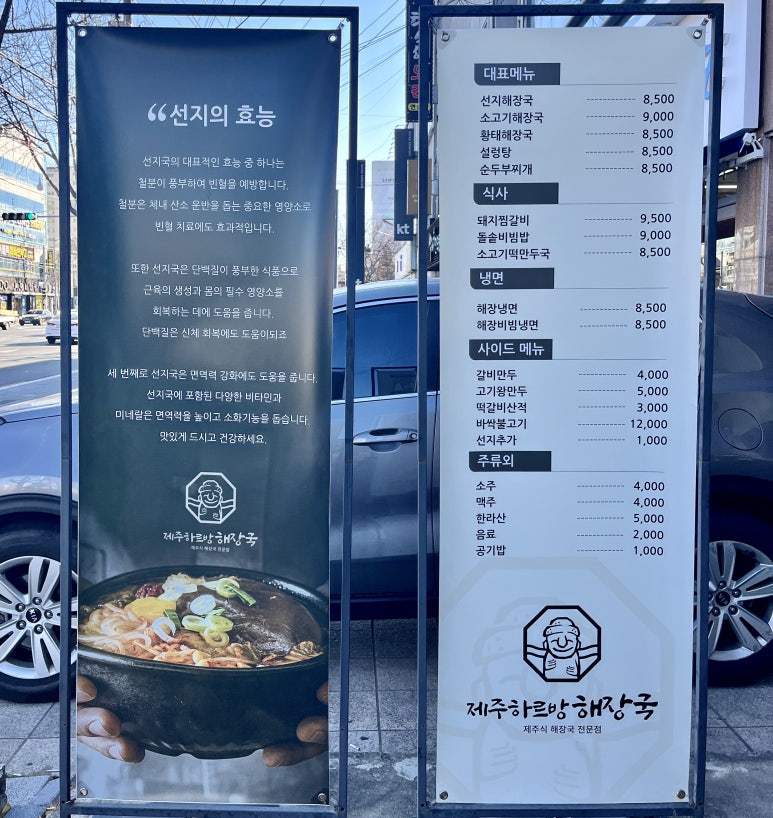 ❝선지의 효능
선지국의 대표적인 효능 중 하나는
철분이 풍부하여 빈혈을 예방합니다.
철분은 체내 산소 운반을 돕는 중요한 영양소로
빈혈 치료에도 효과적입니다.
또한 선지국은 단백질이 풍부한 식품으로
근육의 생성과 몸의 필수 영양소를
회복하는 데에 도움을 줍니다.
단백질은 신체 회복에도 도움이되죠
세 번째로 선지국은 면역력 강화에도 도움을 줍니다.
선지국에 포함된 다양한 비타민과
미네랄은 면역력을 높이고 소화기능을 돕습니다.
맛있게 드시고 건강하세요.
제주하르방 해장국
제주식 해장국 전문점
대표메뉴
선지해장국 ---------- 8,500
소고기해장국 ---------- 9,000
황태해장국 ---------- 8,500
설렁탕 ---------- 8,500
순두부찌개 ---------- 8,500
식사
돼지찜갈비 ---------- 9,500
돌솥비빔밥 ---------- 9,000
소고기떡만두국 ---------- 8,500
냉면
해장냉면 ---------- 8,500
해장비빔냉면 ---------- 8,500
사이드 메뉴
갈비만두 ---------- 4,000
고기왕만두 ---------- 5,000
떡갈비산적 ---------- 3,000
바싹불고기 ---------- 12,000
선지추가 ---------- 1,000
주류외
소주 ---------- 4,000
맥주 ---------- 4,000
한라산 ---------- 5,000
음료 ---------- 2,000
공기밥 ---------- 1,000
제주하르방 해장국
제주식 해장국 전문점
kt